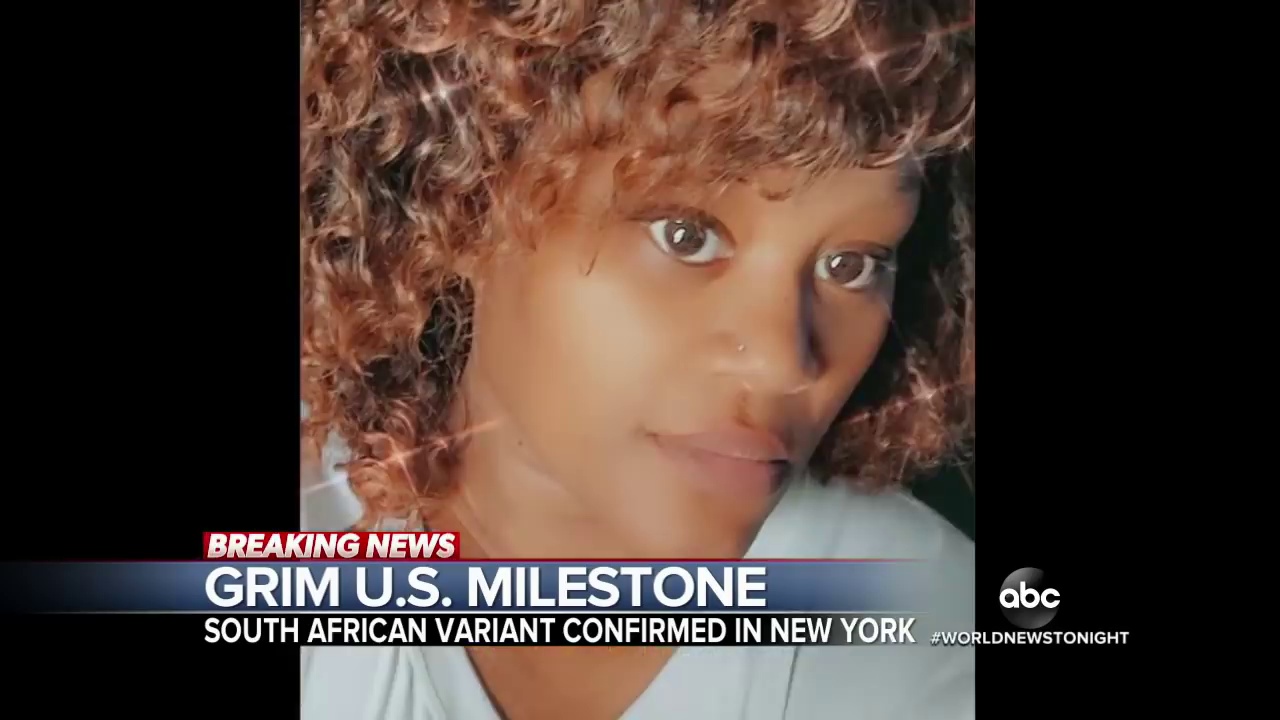 BREAKING NEWS
GRIM U.S. MILESTONE
SOUTH AFRICAN VARIANT CONFIRMED IN NEW YORK
abc
#WORLDNEWSTONIGHT